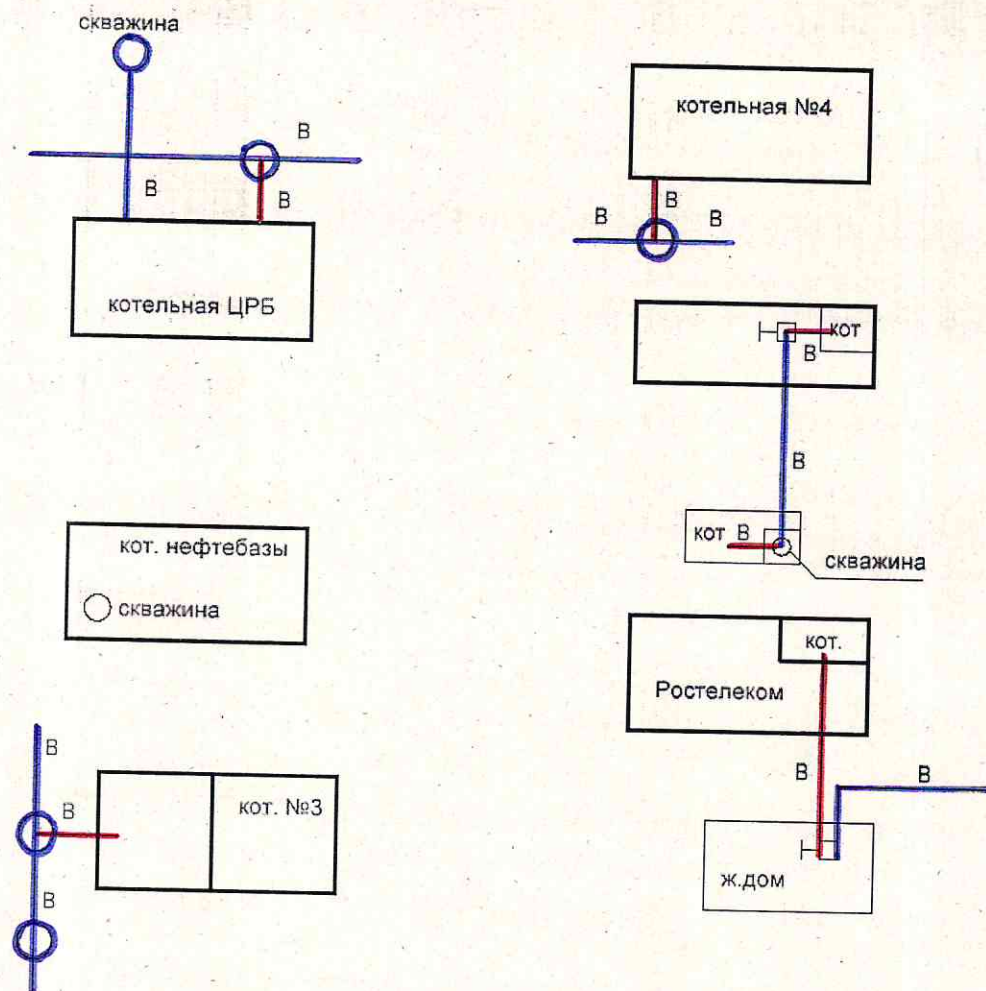 скважина
В
В
В
котельная ЦРБ
котельная №4
В
В
В
кот
В
В
кот
В
скважина
кот. нефтебазы
скважина
кот.
Ростелеком
В
В
ж.дом
В
В
кот. №3
В